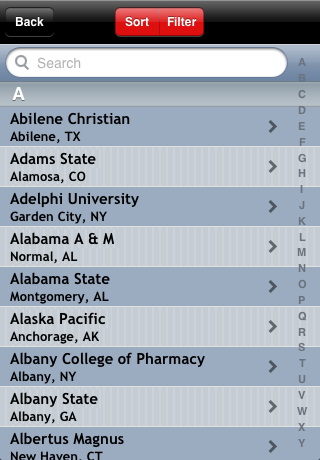 Back
Sort
Filter
Search
A
Abilene Christian
Abilene, TX
Adams State
Alamosa, CO
Adelphi University
Garden City, NY
Alabama A & M
Normal, AL
Alabama State
Montgomery, AL
Alaska Pacific
Anchorage, AK
Albany College of Pharmacy
Albany, NY
Albany State
Albany, GA
Albertus Magnus
New Haven, CT
A
B
C
D
E
F
G
H
I
J
K
L
M
N
O
P
Q
R
S
T
U
V
W
X
Y